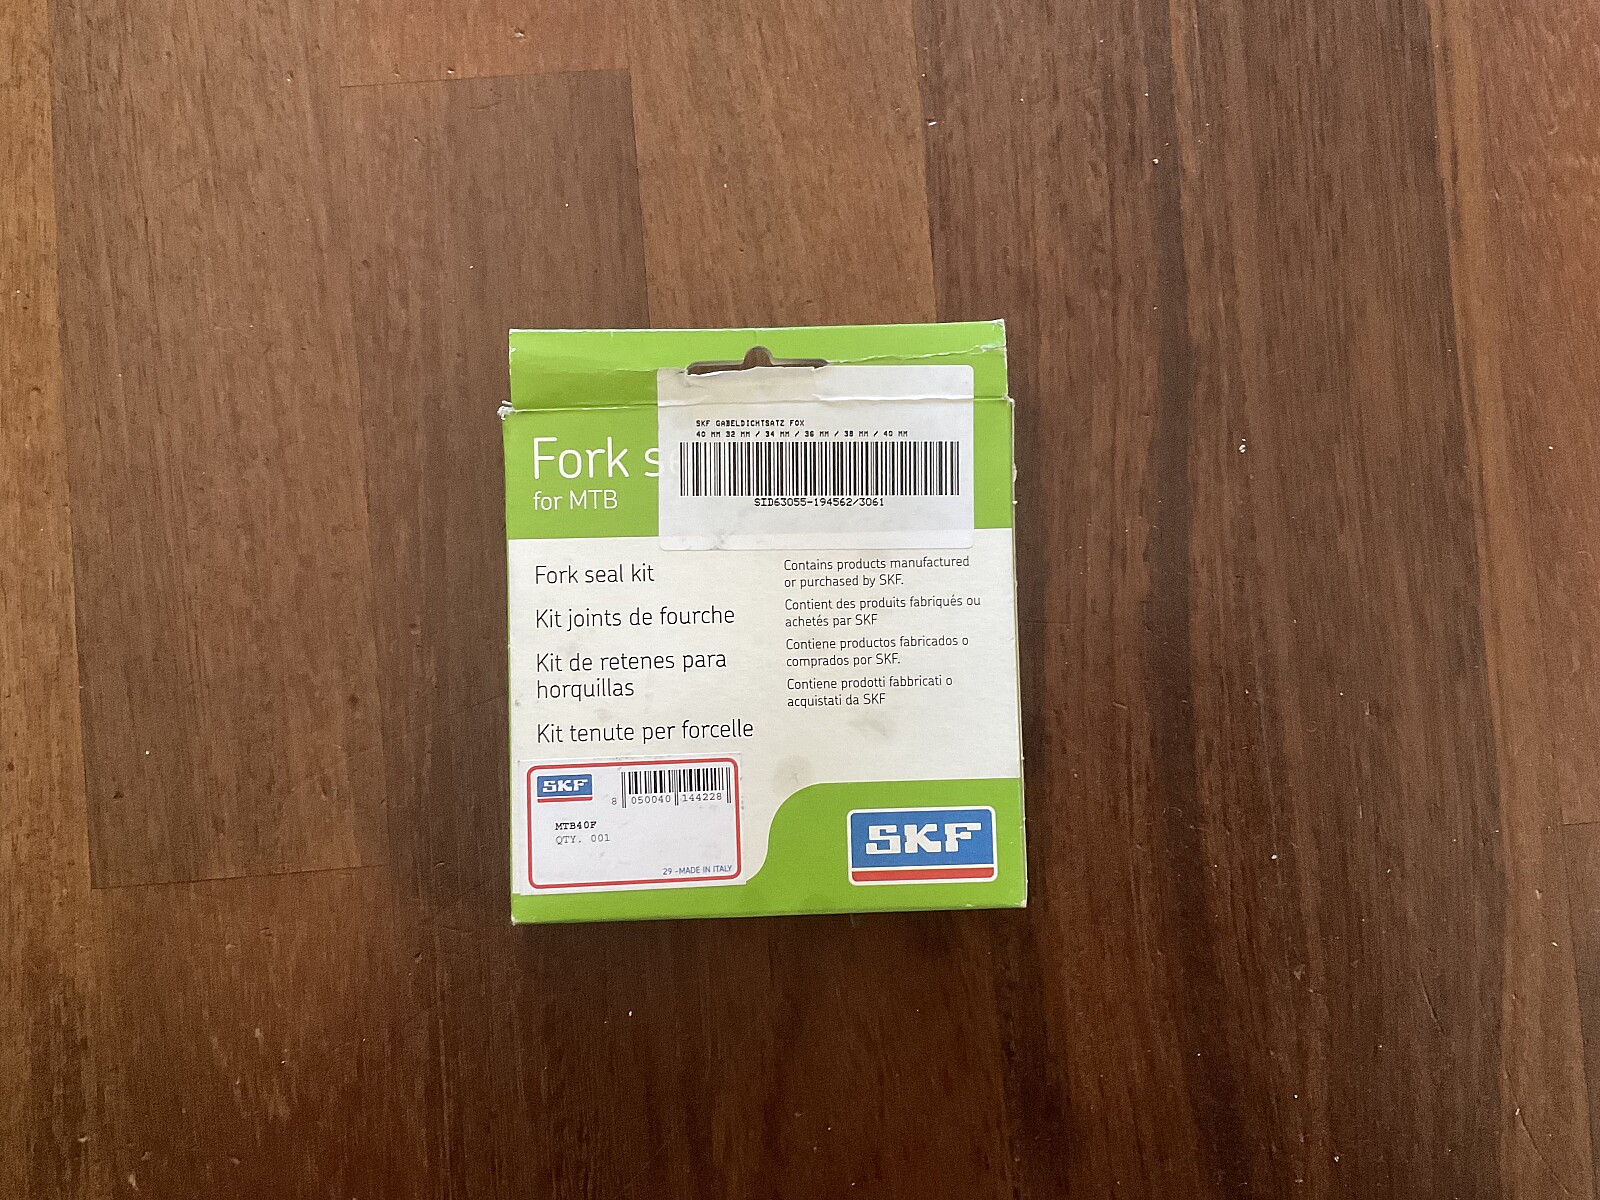 SKF GABELDICHTSATZ FOX
40 MM 32 MM / 34 MM / 36 MM / 38 MM / 40 MM
SID63055-194562/3061
Fork se
for MTB
Fork seal kit
Kit joints de fourche
Kit de retenes para
horquillas
Kit tenute per forcelle
Contains products manufactured
or purchased by SKF.
Contient des produits fabriqués ou
achetés par SKF
Contiene productos fabricados o
comprados por SKF.
Contiene prodotti fabbricati o
acquistati da SKF
SKF
8 050040 144228
MTB40F
QTY. 001
29 -MADE IN ITALY
SKF